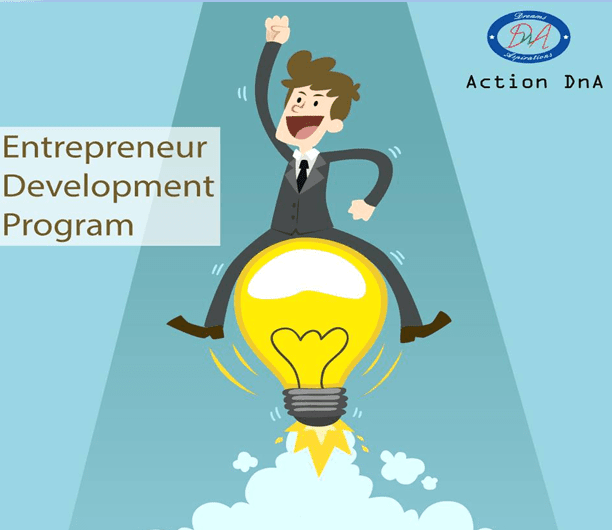 Dreams
DnA
Aspirations
Action DnA
Entrepreneur
Development
Program